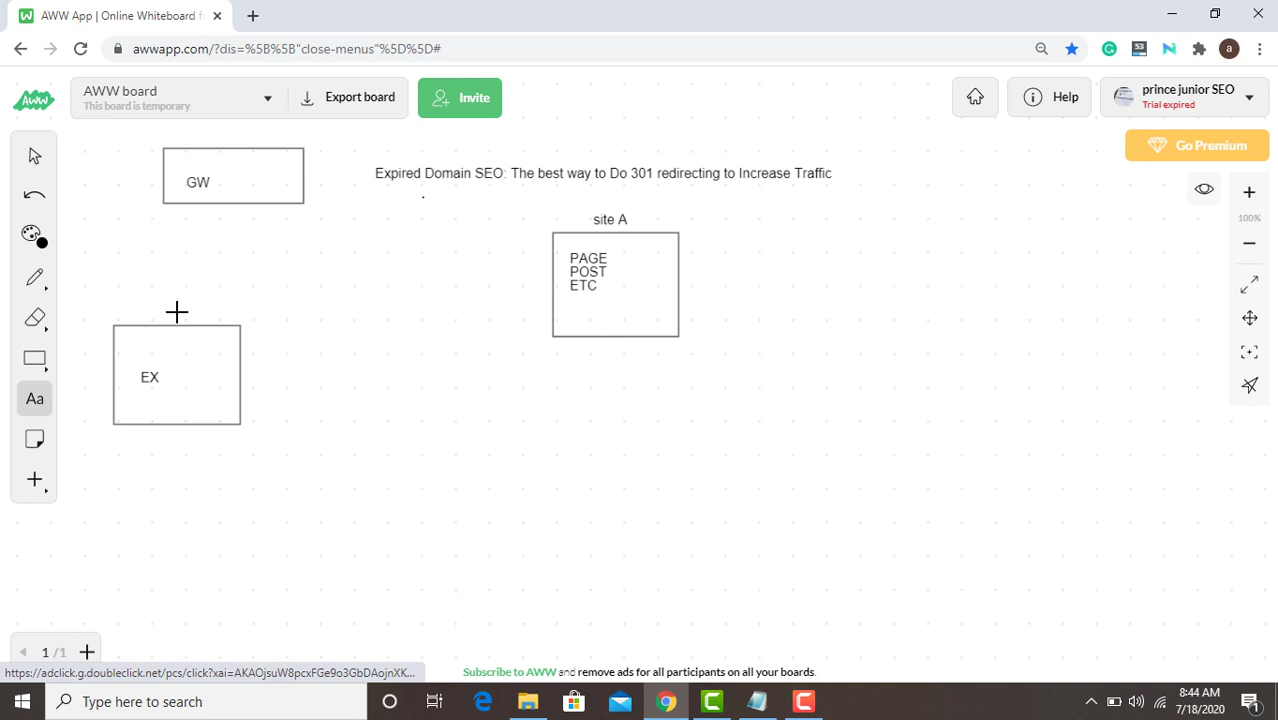 AWW App | Online Whiteboard f
awwapp.com/?dis=%5B%5B"close-menus"%5D%5D#
53
a
AWW
AWW board
This board is temporary
Export board
Invite
Help
prince junior SEO
Trial expired
Go Premium
GW
Expired Domain SEO: The best way to Do 301 redirecting to Increase Traffic
100%
site A
PAGE
POST
ETC
EX
Aa
1 /1
https://adclick.g.doubleclick.net/pcs/click?xai=AKAOjsuW8pcxFGe9o3GbDAojnXK...
Subscribe to AWW and remove ads for all participants on all your boards.
Type here to search
8:44 AM
7/18/2020
1